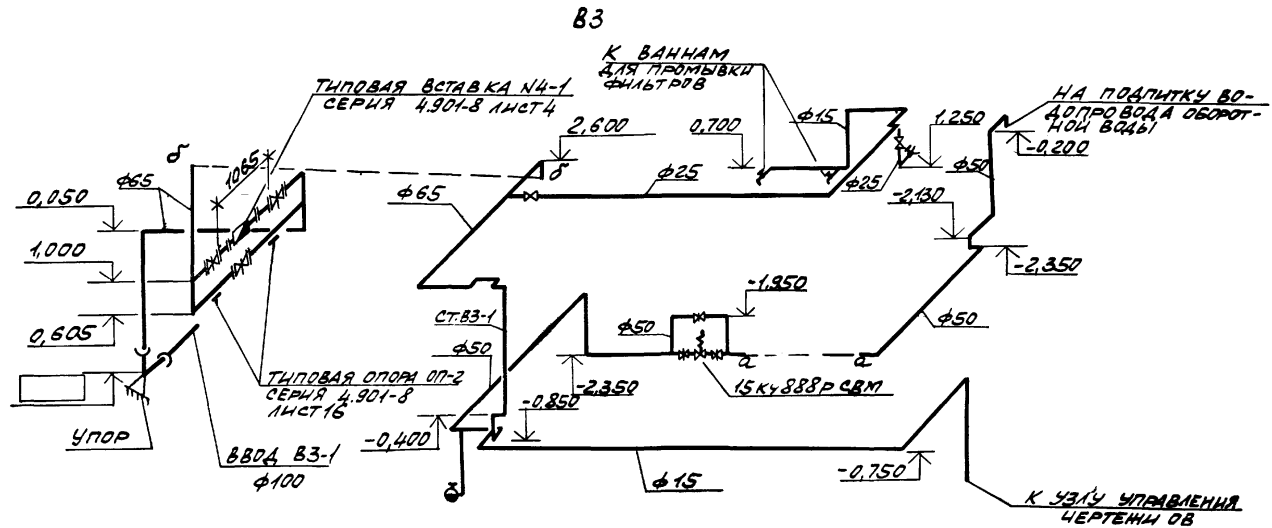 В3
К ВАННАМ
ДЛЯ ПРОМЫВКИ
ФИЛЬТРОВ
ТИПОВАЯ ВСТАВКА N4-1
СЕРИЯ 4.901-8 ЛИСТ 4
НА ПОДПИТКУ ВО-
ДОПРОВОДА ОБОРОТ-
НОЙ ВОДЫ
2,600
0,700
ф15
1,250
-0,200
б
1065
ф65
б
ф25
ф25
ф50
0,050
ф65
-2,130
1,000
-2,350
-1,950
0,605
СТ.В3-1
ф50
ф50
ф50
а
а
ТИПОВАЯ ОПОРА ОП-2
СЕРИЯ 4.901-8
ЛИСТ 16
-2,350
15кч888р СВМ
-0,850
УПОР
-0,400
ВВОД В3-1
ф100
ф15
-0,750
К УЗЛУ УПРАВЛЕНИЯ
ЧЕРТЕЖИ ОВ